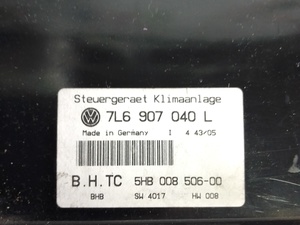 Steuergeraet Klimaanlage
7L6 907 040 L
Made in Germany I 4 43/05
B.H.TC 5HB 008 506-00
BHB SW 4017 HW 008